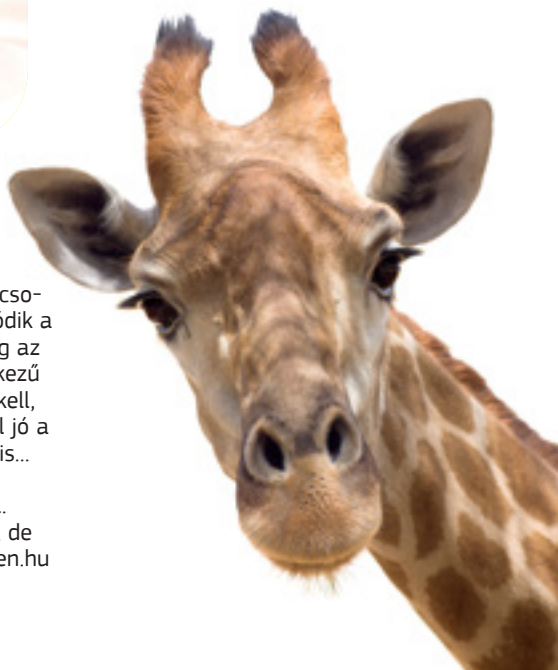 cso-
ódik a
g az
kezű
kell,
l jó a
is...
..
de
en.hu